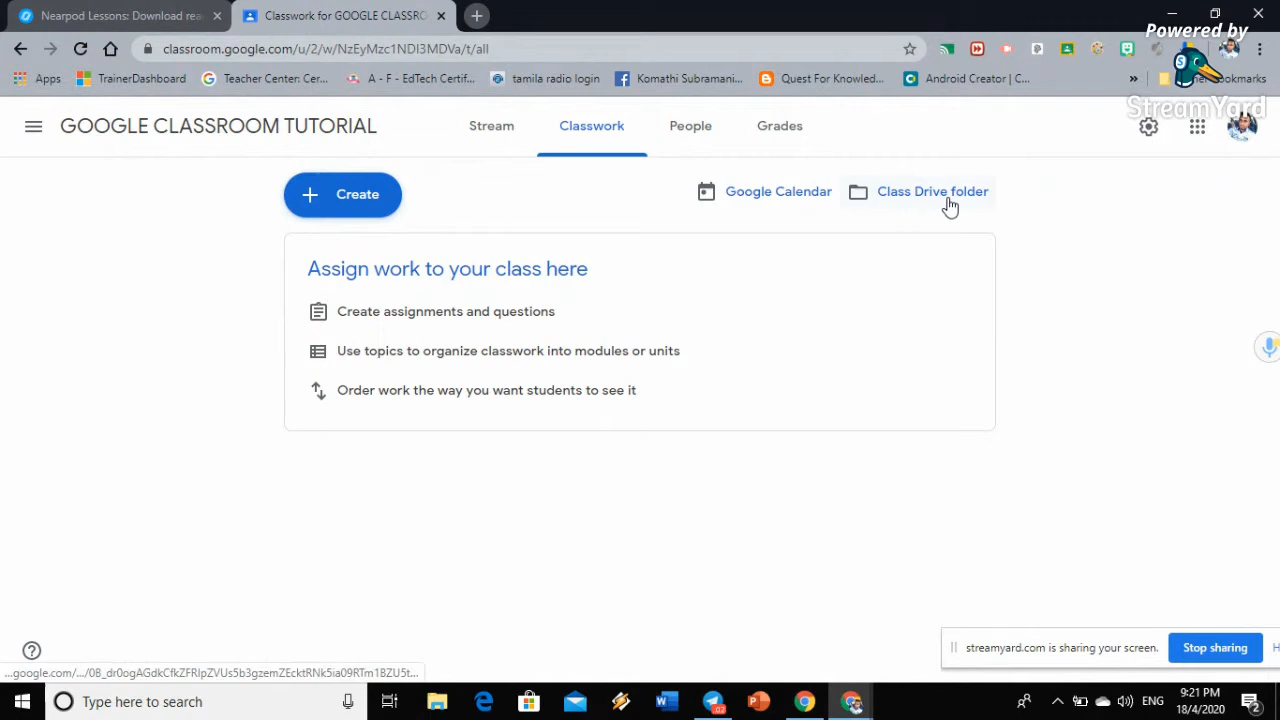 Nearpod Lessons: Download rea
Classwork for GOOGLE CLASSRO
Powered by
classroom.google.com/u/2/w/NzEyMzc1NDI3MDVa/t/all
Apps
TrainerDashboard
Teacher Center: Cer...
A - F - EdTech Certif...
tamila radio login
Komathi Subramani...
Quest For Knowled...
Android Creator | C...
»
StreamYard
GOOGLE CLASSROOM TUTORIAL
Stream
Classwork
People
Grades
Create
Google Calendar
Class Drive folder
Assign work to your class here
Create assignments and questions
Use topics to organize classwork into modules or units
Order work the way you want students to see it
streamyard.com is sharing your screen.
Stop sharing
H
Type here to search
02
ENG
9:21 PM
18/4/2020
2